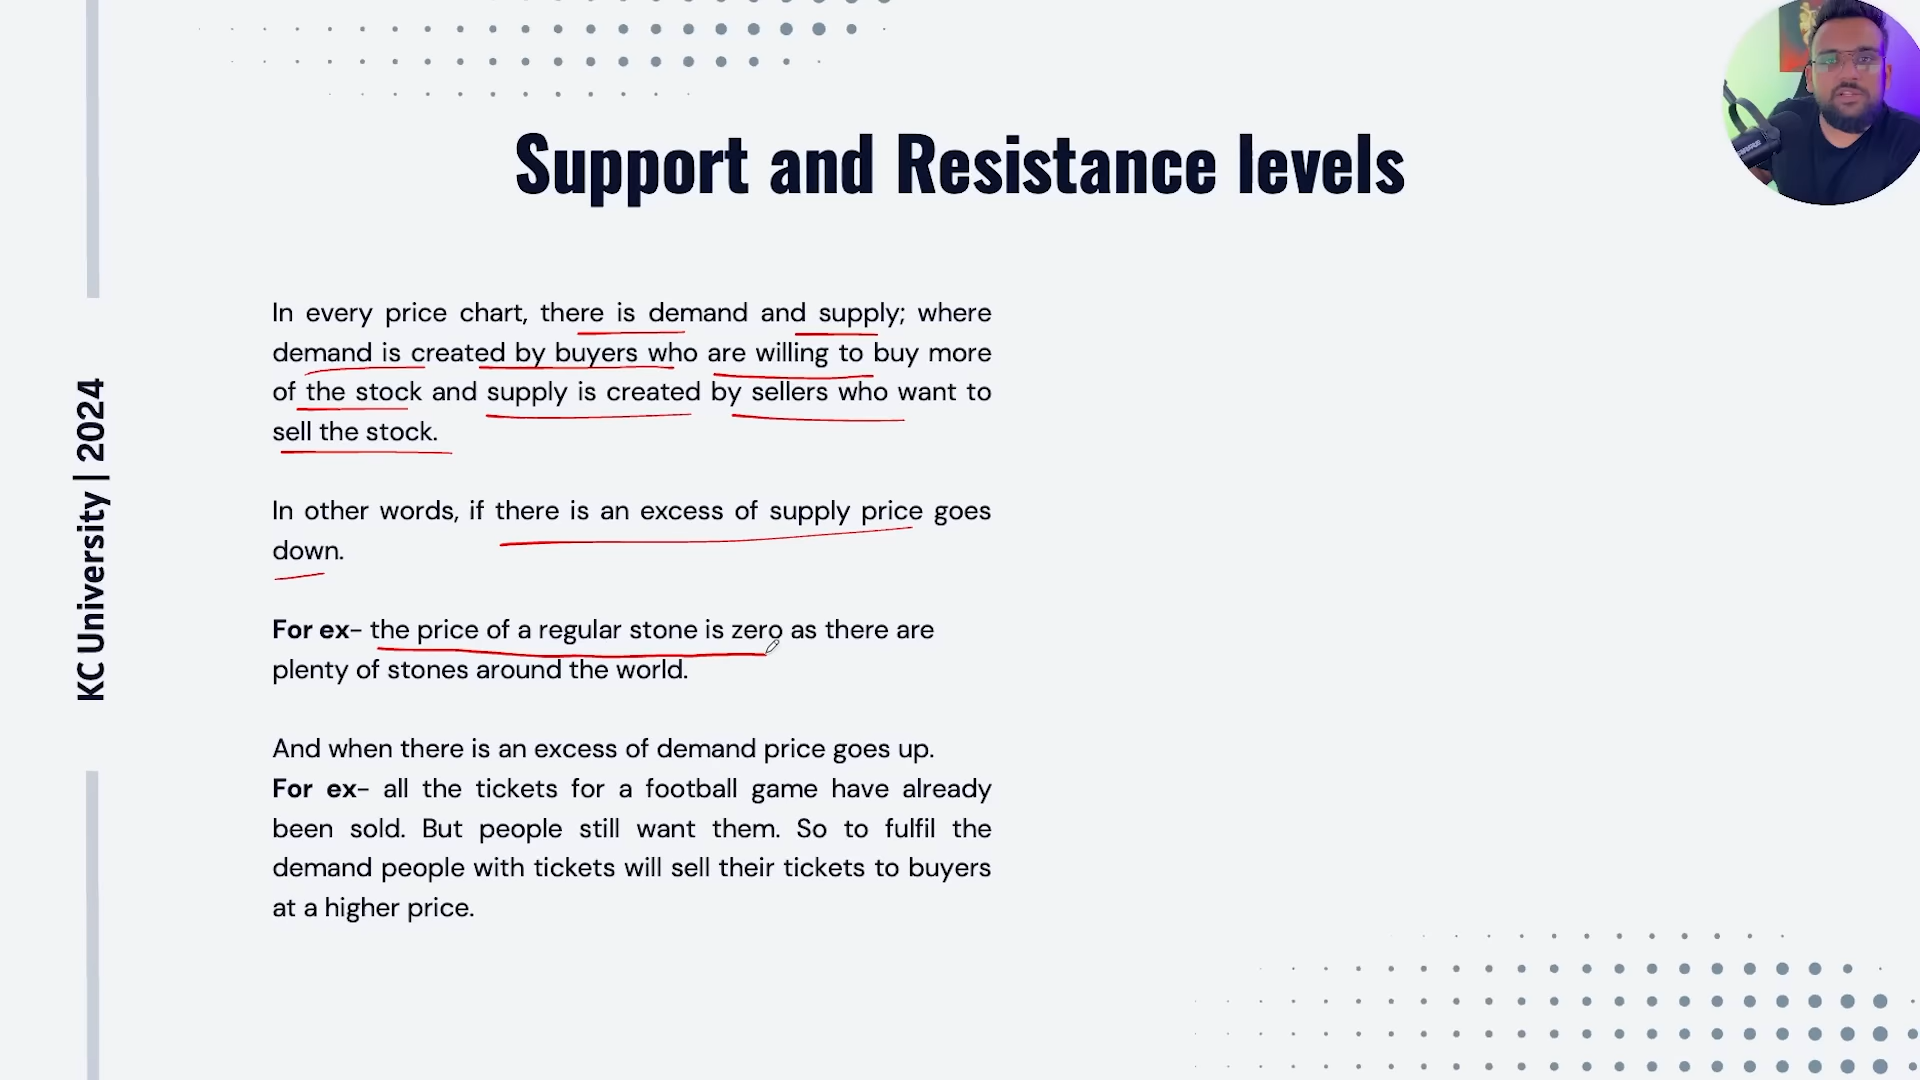 Support and Resistance levels
In every price chart, there is demand and supply; where
demand is created by buyers who are willing to buy more
of the stock and supply is created by sellers who want to
sell the stock.
In other words, if there is an excess of supply price goes
down.
For ex- the price of a regular stone is zero as there are
plenty of stones around the world.
And when there is an excess of demand price goes up.
For ex- all the tickets for a football game have already
been sold. But people still want them. So to fulfil the
demand people with tickets will sell their tickets to buyers
at a higher price.
KC University | 2024